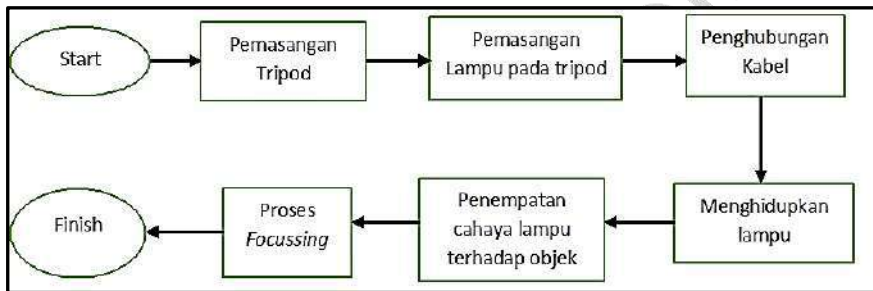 Start
Pemasangan
Tripod
Pemasangan
Lampu pada tripod
Penghubungan
Kabel
Menghidupkan
lampu
Penempatan
cahaya lampu
terhadap objek
Proses
Focussing
Finish